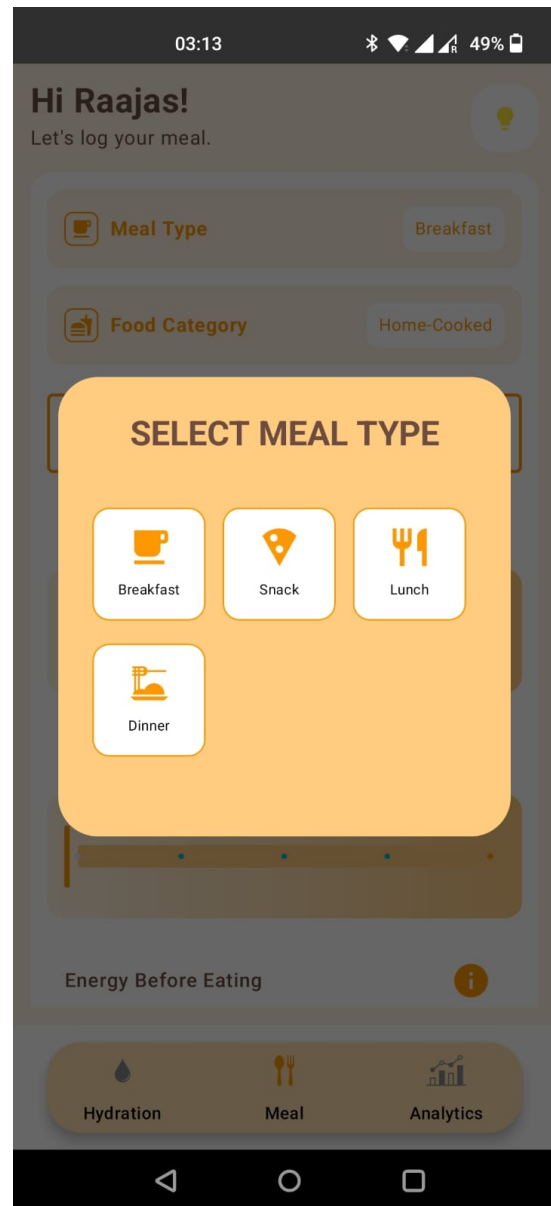 03:13 R 49%
Hi Raajas!
Let's log your meal.
Meal Type Breakfast
Food Category Home-Cooked
SELECT MEAL TYPE
Breakfast Snack Lunch
Dinner
Energy Before Eating i
Hydration Meal Analytics